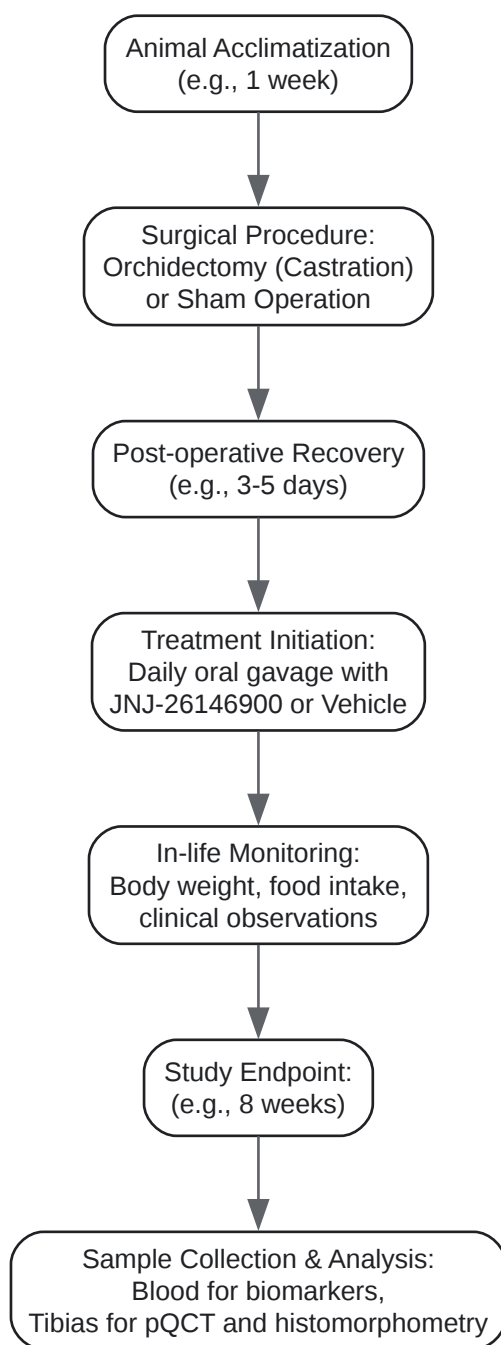 Animal Acclimatization
(e.g., 1 week)
Surgical Procedure:
Orchidectomy (Castration)
or Sham Operation
Post-operative Recovery
(e.g., 3-5 days)
Treatment Initiation:
Daily oral gavage with
JNJ-26146900 or Vehicle
In-life Monitoring:
Body weight, food intake,
clinical observations
Study Endpoint:
(e.g., 8 weeks)
Sample Collection & Analysis:
Blood for biomarkers,
Tibias for pQCT and histomorphometry